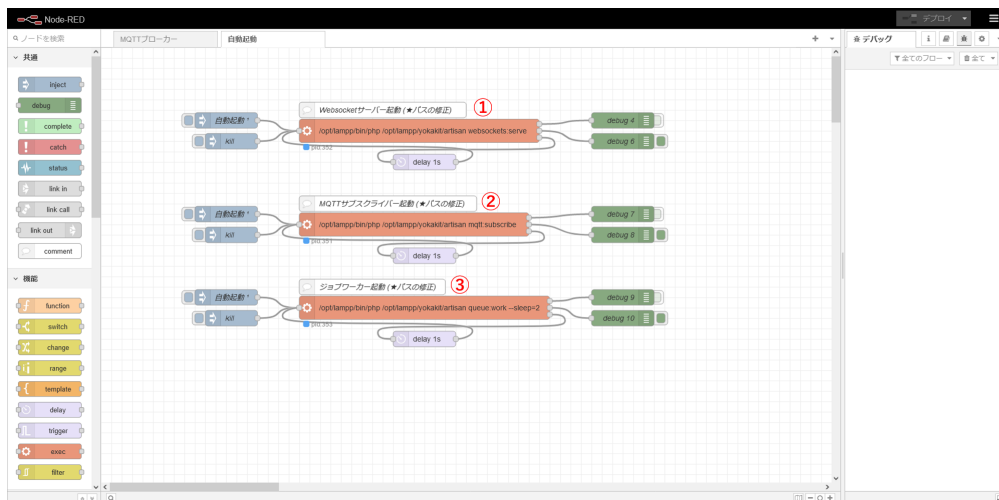 Node-RED
デプロイ
ノードを検索
MQTTブローカー
自動起動
デバッグ
i
全てのフロー
全て
共通
inject
debug
complete
catch
status
link in
link call
link out
comment
機能
function
switch
change
range
template
delay
trigger
exec
filter
Websocketサーバー起動 (★パスの修正)
①
自動起動 ¹
kill
/opt/lampp/bin/php /opt/lampp/yokakit/artisan websockets:serve
pid:352
delay 1s
debug 4
debug 6
MQTTサブスクライバー起動 (★パスの修正)
②
自動起動 ¹
kill
/opt/lampp/bin/php /opt/lampp/yokakit/artisan mqtt:subscribe
pid:351
delay 1s
debug 7
debug 8
ジョブワーカー起動 (★パスの修正)
③
自動起動 ¹
kill
/opt/lampp/bin/php /opt/lampp/yokakit/artisan queue:work --sleep=2
pid:353
delay 1s
debug 9
debug 10